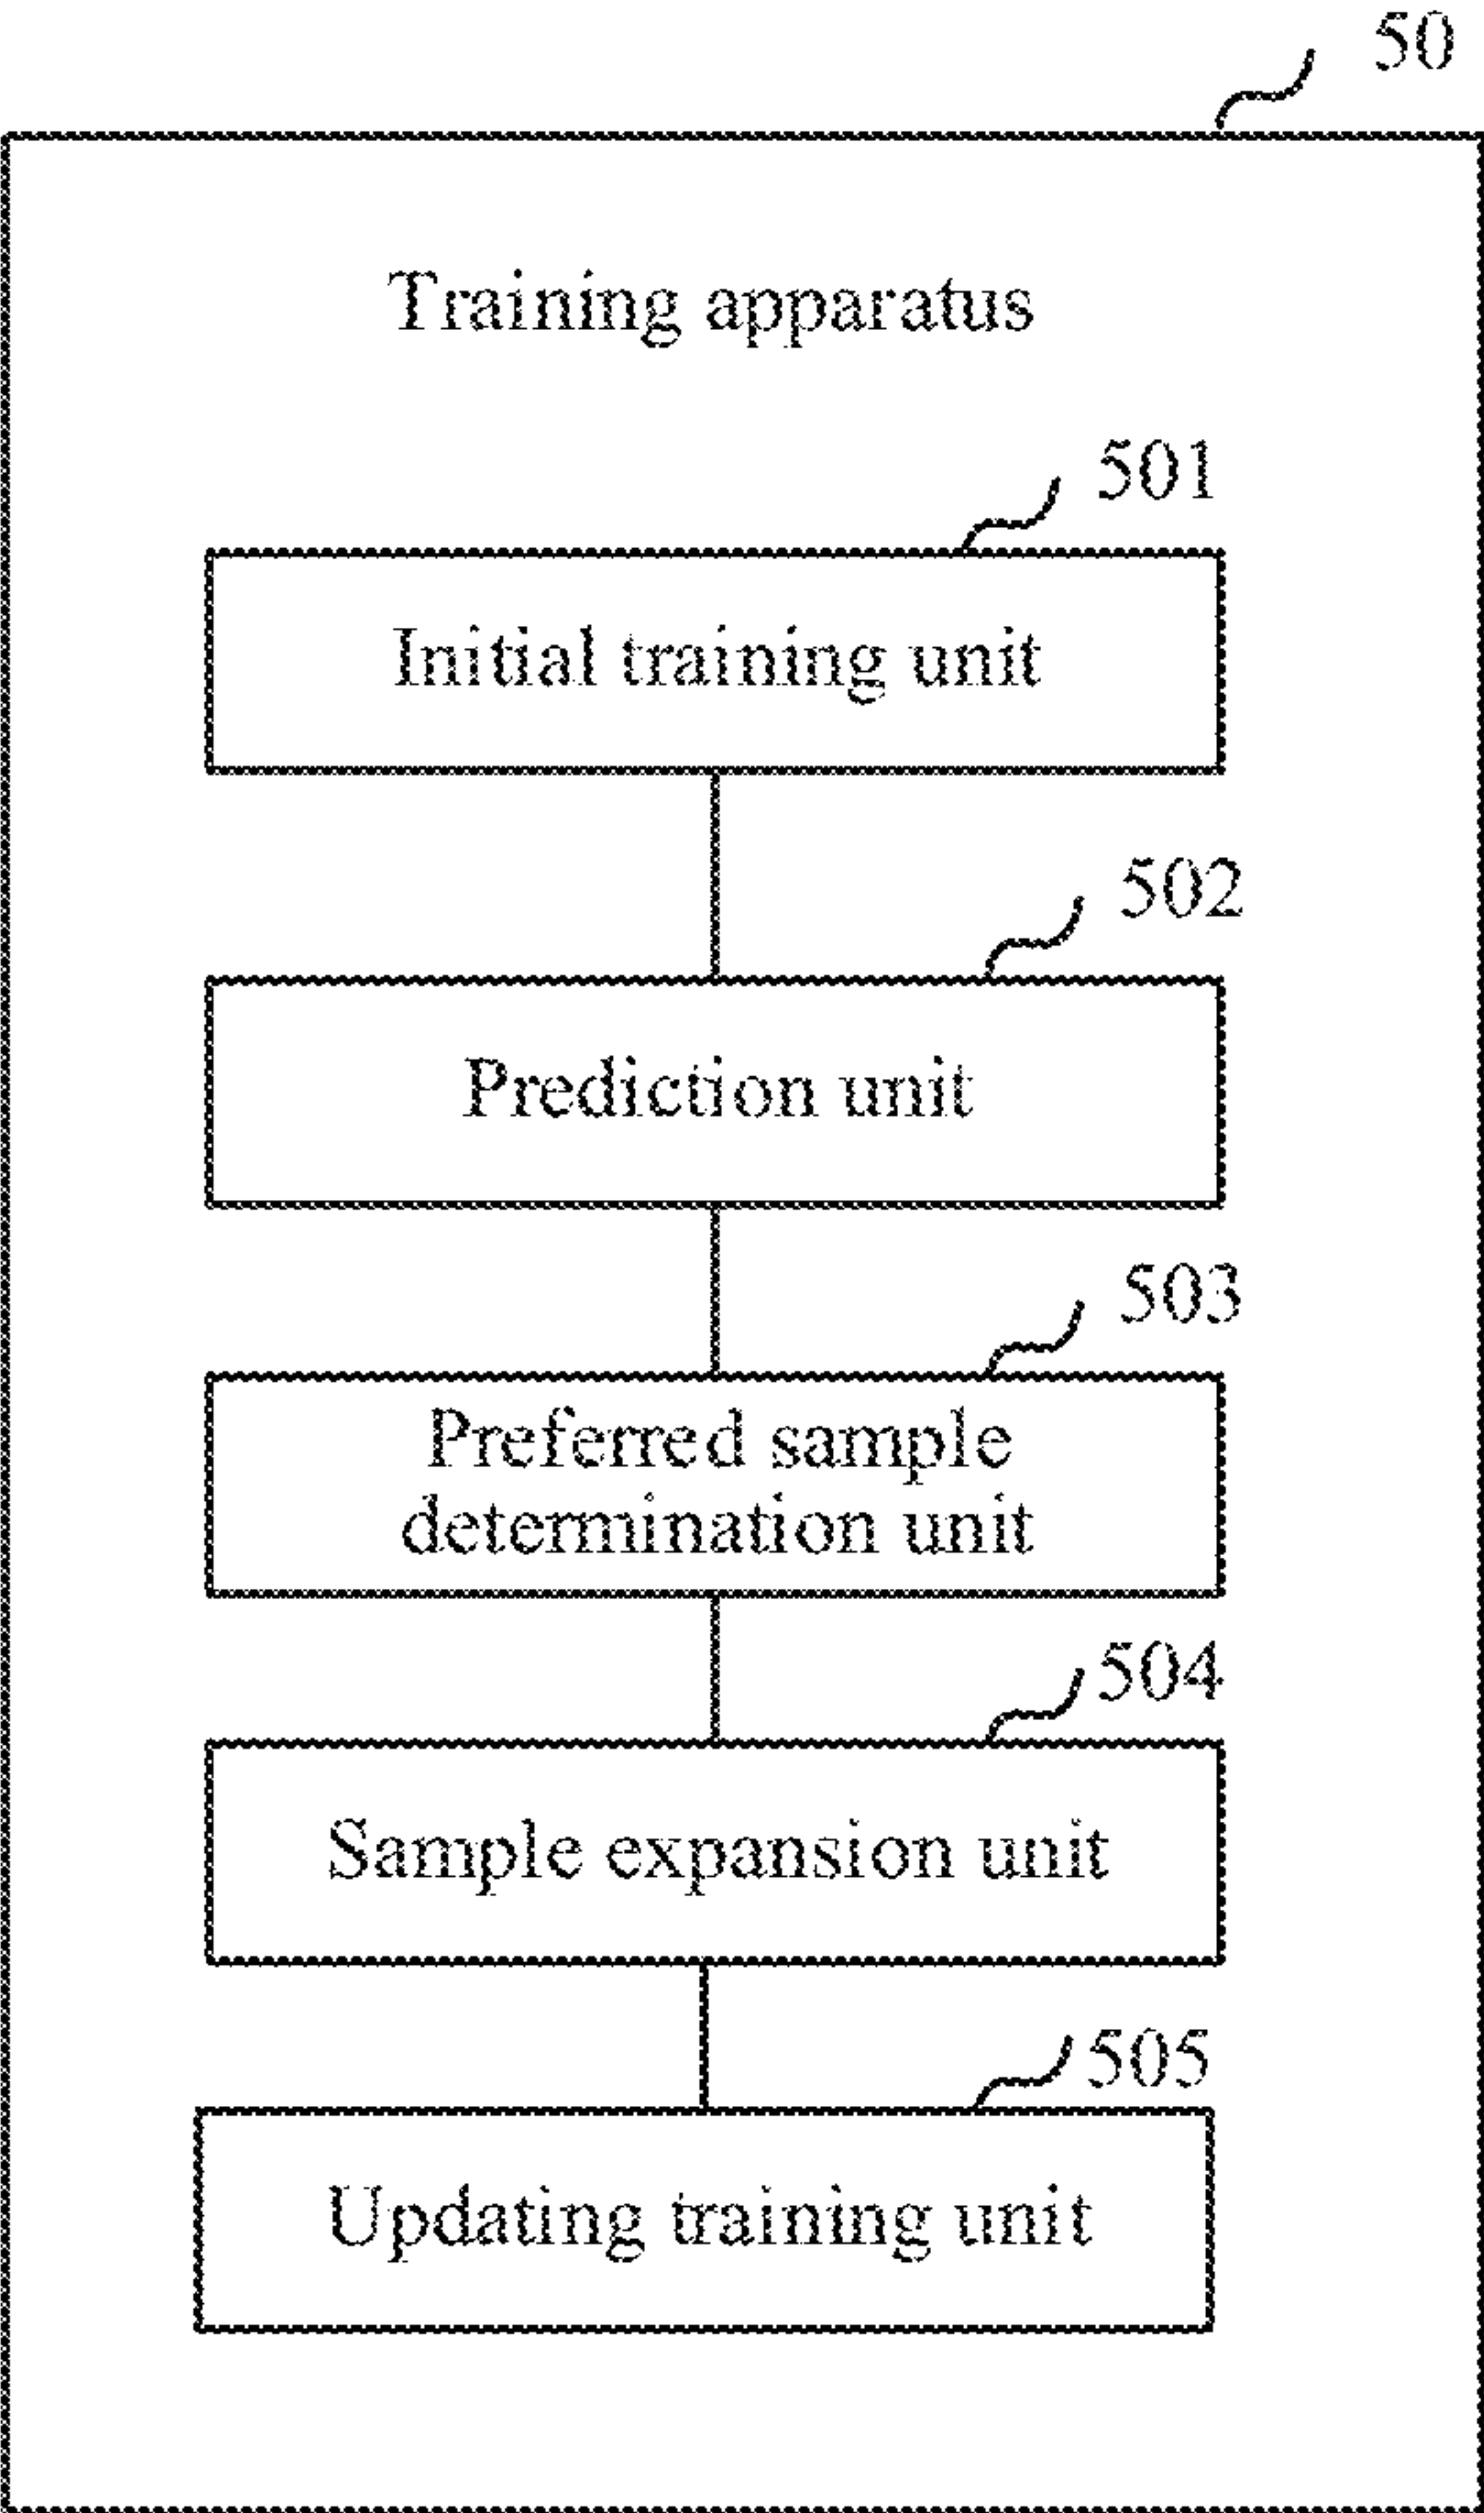 50
Training apparatus
501
Initial training unit
502
Prediction unit
503
Preferred sample
determination unit
504
Sample expansion unit
505
Updating training unit